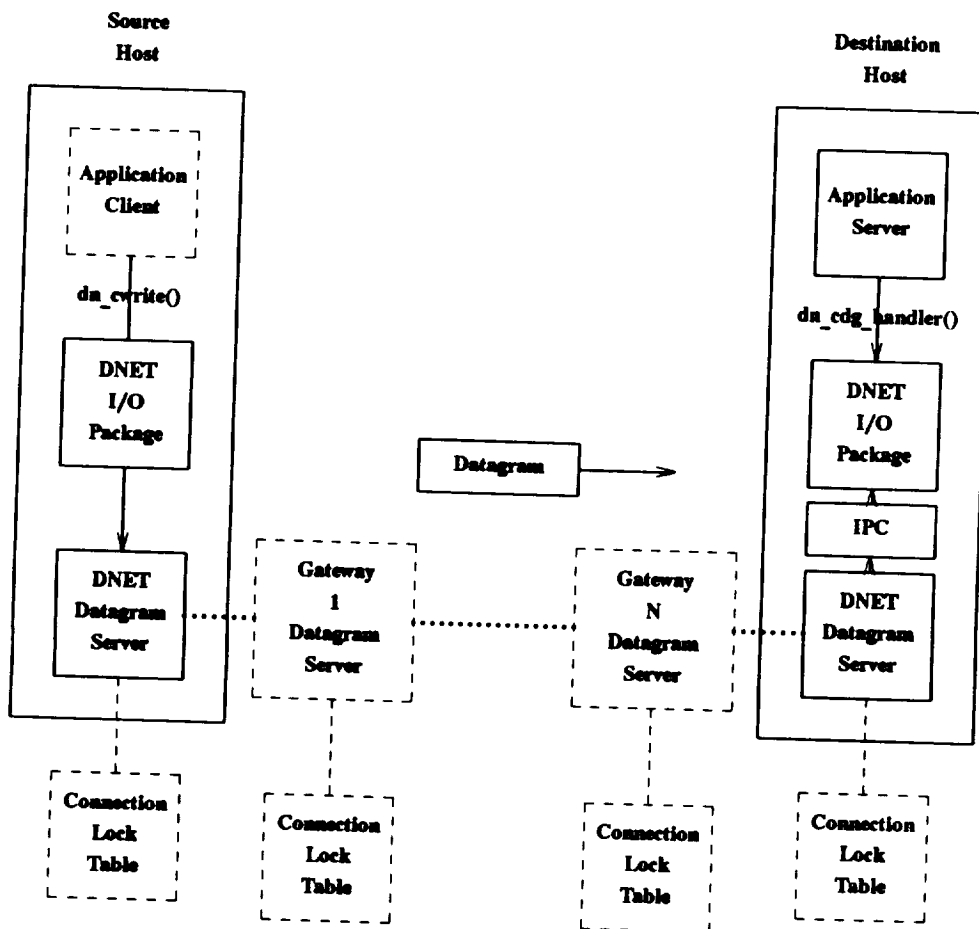 Source
Host
Destination
Host
Application
Client
Application
Server
dn_cwrite()
dn_cdg_handler()
DNET
I/O
Package
DNET
I/O
Package
Datagram
IPC
DNET
Datagram
Server
Gateway
1
Datagram
Server
Gateway
N
Datagram
Server
DNET
Datagram
Server
Connection
Lock
Table
Connection
Lock
Table
Connection
Lock
Table
Connection
Lock
Table